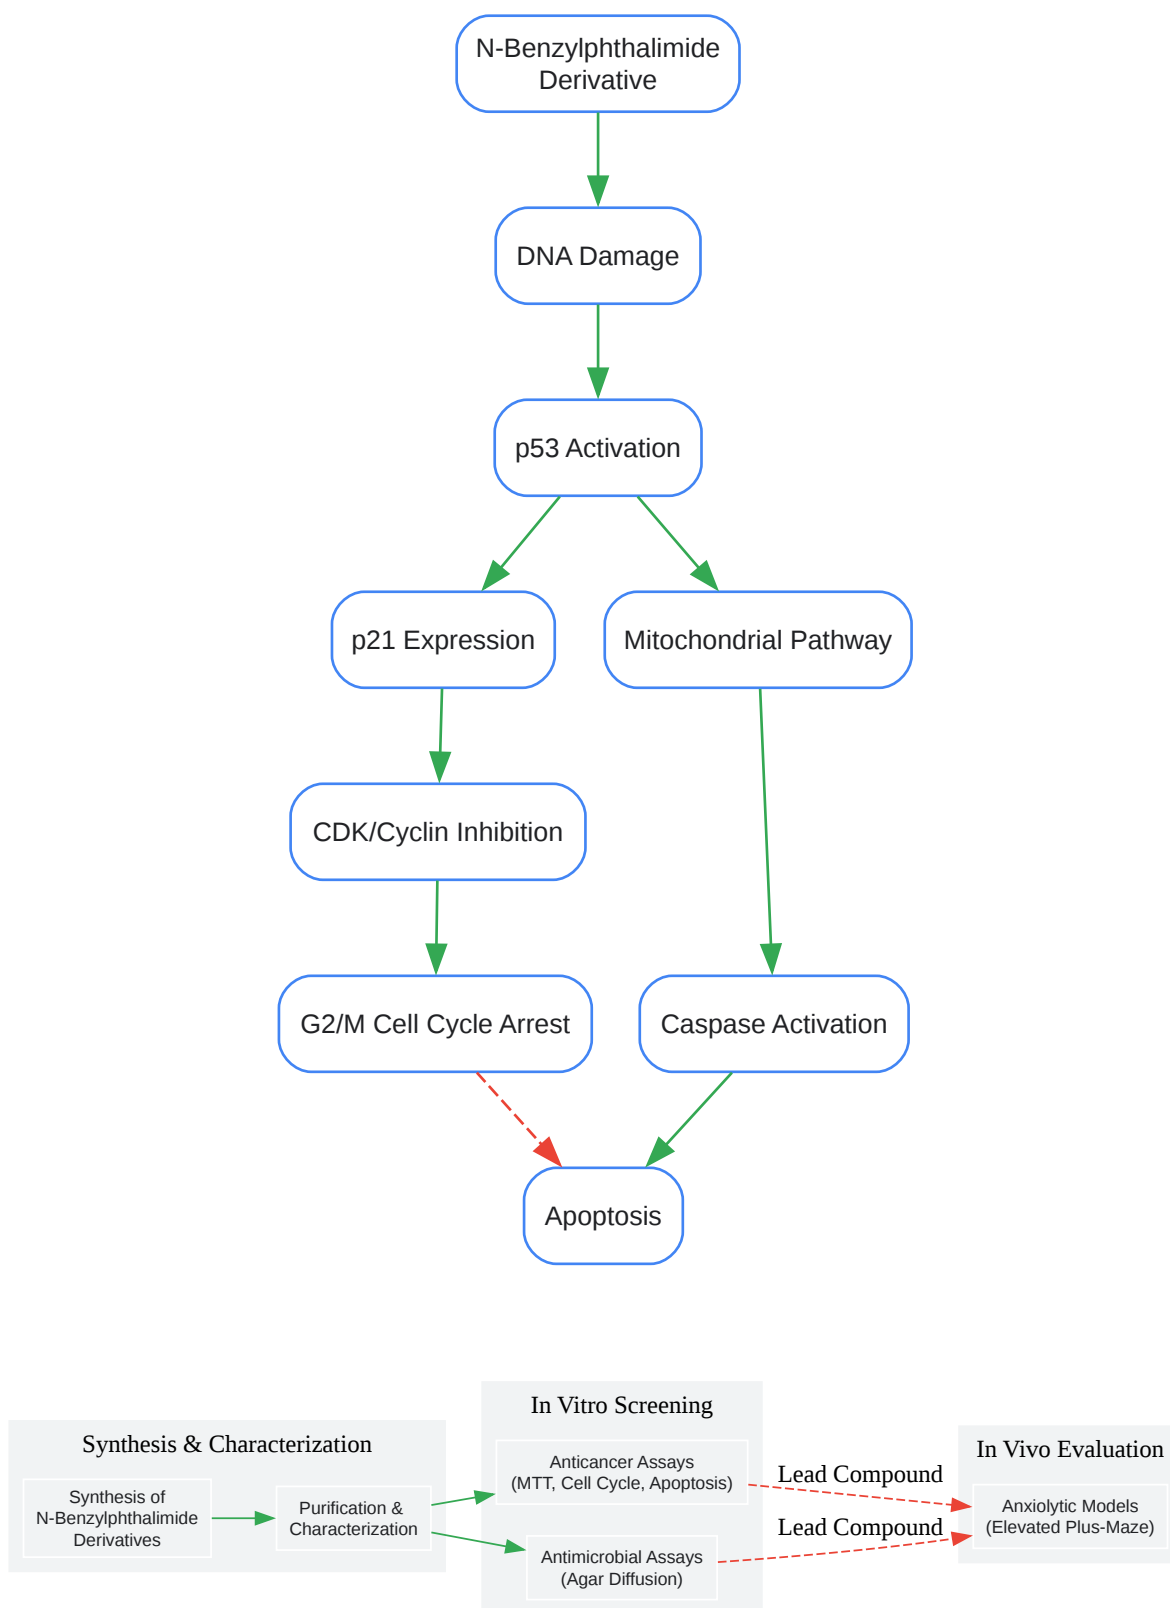 N-Benzylphthalimide
Derivative
DNA Damage
p53 Activation
p21 Expression
Mitochondrial Pathway
CDK/Cyclin Inhibition
G2/M Cell Cycle Arrest
Caspase Activation
Apoptosis
Synthesis & Characterization
Synthesis of
N-Benzylphthalimide
Derivatives
Purification &
Characterization
In Vitro Screening
Anticancer Assays
(MTT, Cell Cycle, Apoptosis)
Antimicrobial Assays
(Agar Diffusion)
Lead Compound
Lead Compound
In Vivo Evaluation
Anxiolytic Models
(Elevated Plus-Maze)